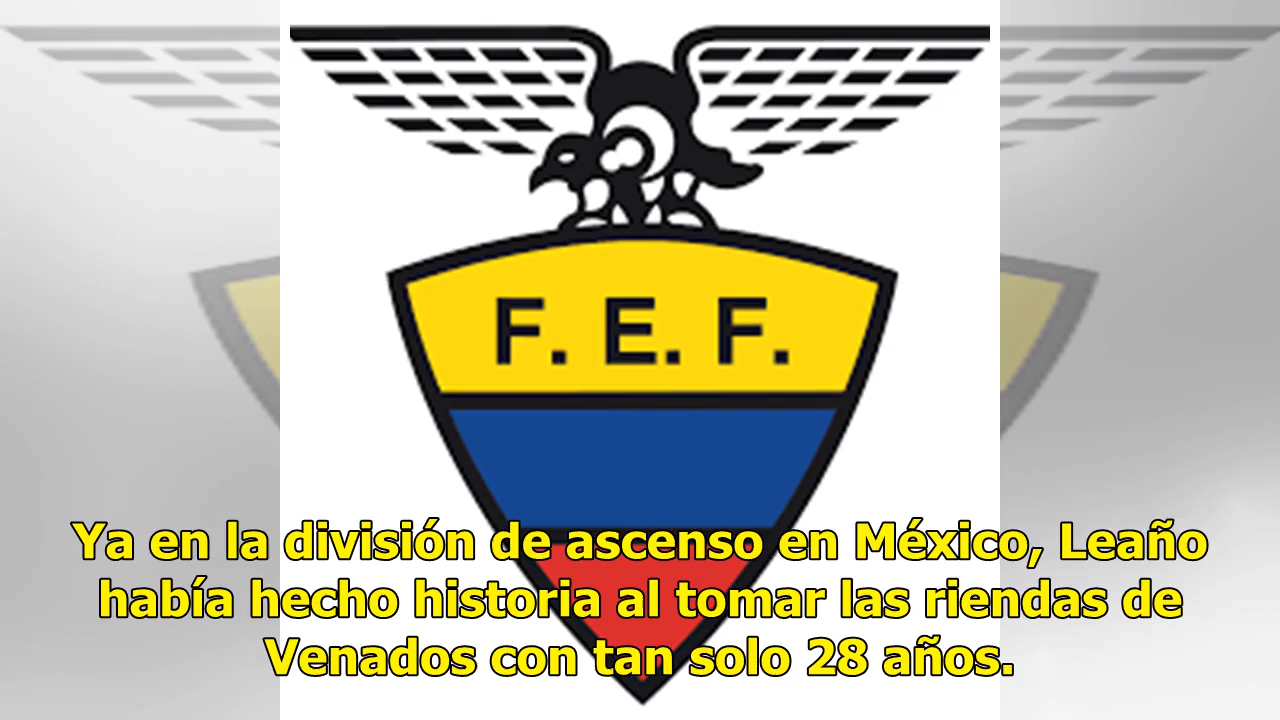 F. E. F.
Ya en la división de ascenso en México, Leaño
había hecho historia al tomar las riendas de
Venados con tan solo 28 años.